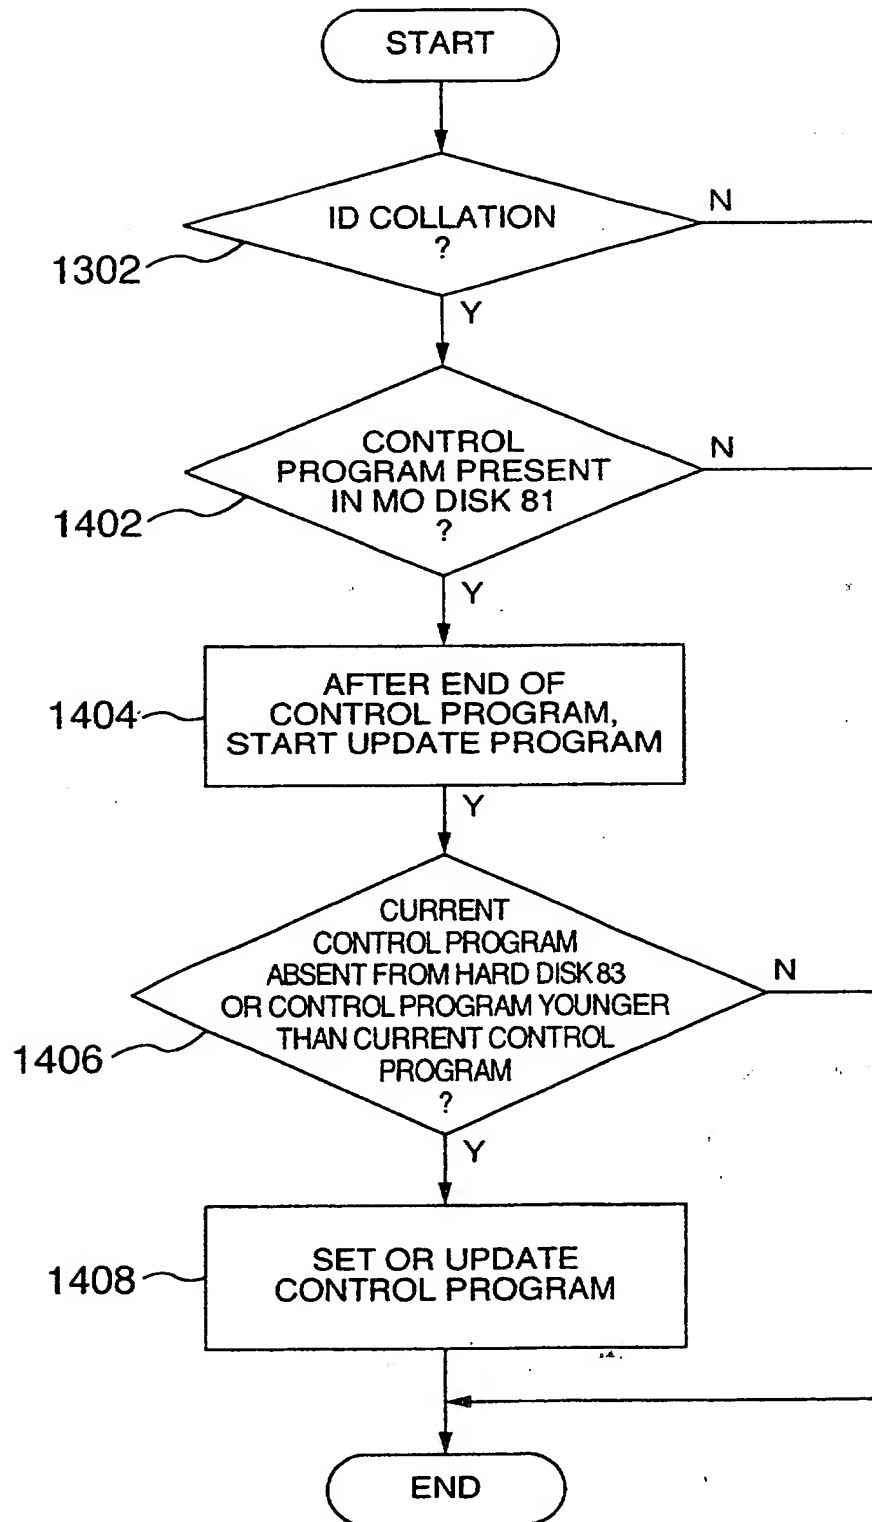 START
ID COLLATION
?
N
1302
Y
CONTROL
PROGRAM PRESENT
IN MO DISK 81
?
N
1402
Y
AFTER END OF
CONTROL PROGRAM,
START UPDATE PROGRAM
1404
Y
CURRENT
CONTROL PROGRAM
ABSENT FROM HARD DISK 83
OR CONTROL PROGRAM YOUNGER
THAN CURRENT CONTROL
PROGRAM
?
N
1406
Y
SET OR UPDATE
CONTROL PROGRAM
1408
END